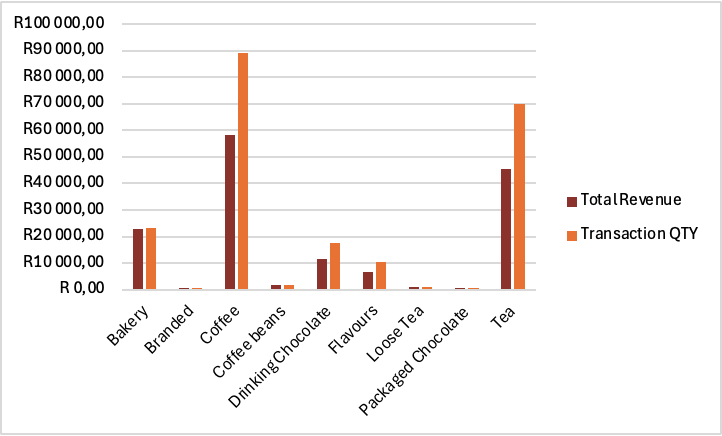 R100 000,00
R90 000,00
R80 000,00
R70 000,00
R60 000,00
R50 000,00
R40 000,00
R30 000,00
R20 000,00
R10 000,00
R 0,00
Bakery
Branded
Coffee
Coffee beans
Drinking Chocolate
Flavours
Loose Tea
Packaged Chocolate
Tea
Total Revenue
Transaction QTY